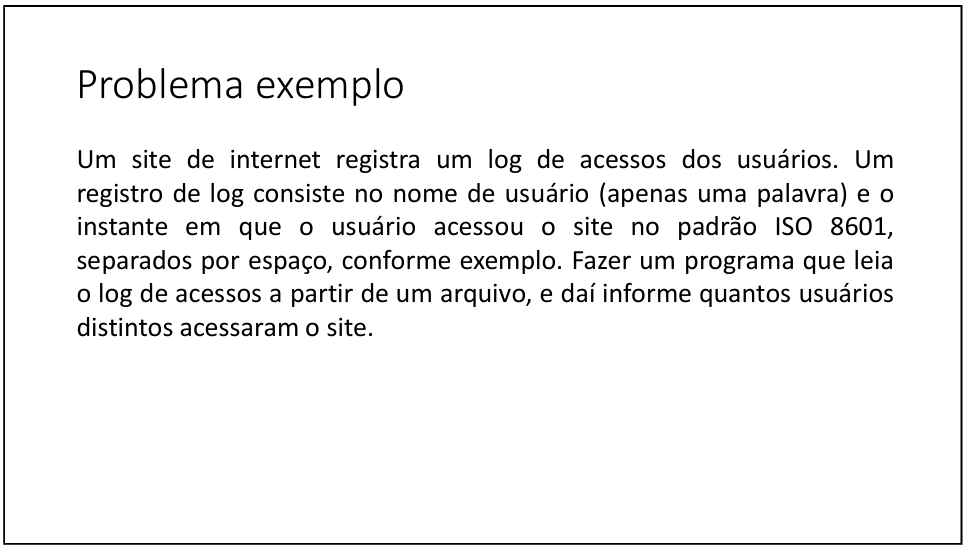 Problema exemplo
Um site de internet registra um log de acessos dos usuários. Um
registro de log consiste no nome de usuário (apenas uma palavra) e o
instante em que o usuário acessou o site no padrão ISO 8601,
separados por espaço, conforme exemplo. Fazer um programa que leia
o log de acessos a partir de um arquivo, e daí informe quantos usuários
distintos acessaram o site.